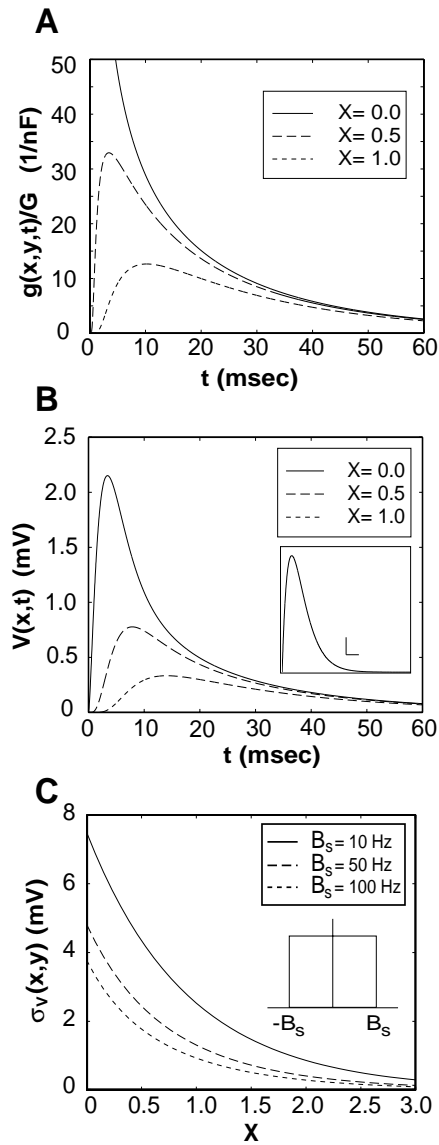 A
g(x,y,t)/G (1/nF)
50
40
30
20
10
0
X= 0.0
X= 0.5
X= 1.0
0 10 20 30 40 50 60
t (msec)
B
V(x,t) (mV)
2.5
2.0
1.5
1.0
0.5
0
X= 0.0
X= 0.5
X= 1.0
0 10 20 30 40 50 60
t (msec)
C
σV(x,y) (mV)
8
6
4
2
0
Bs = 10 Hz
Bs = 50 Hz
Bs = 100 Hz
-Bs Bs
0.0 0.5 1.0 1.5 2.0 2.5 3.0
X